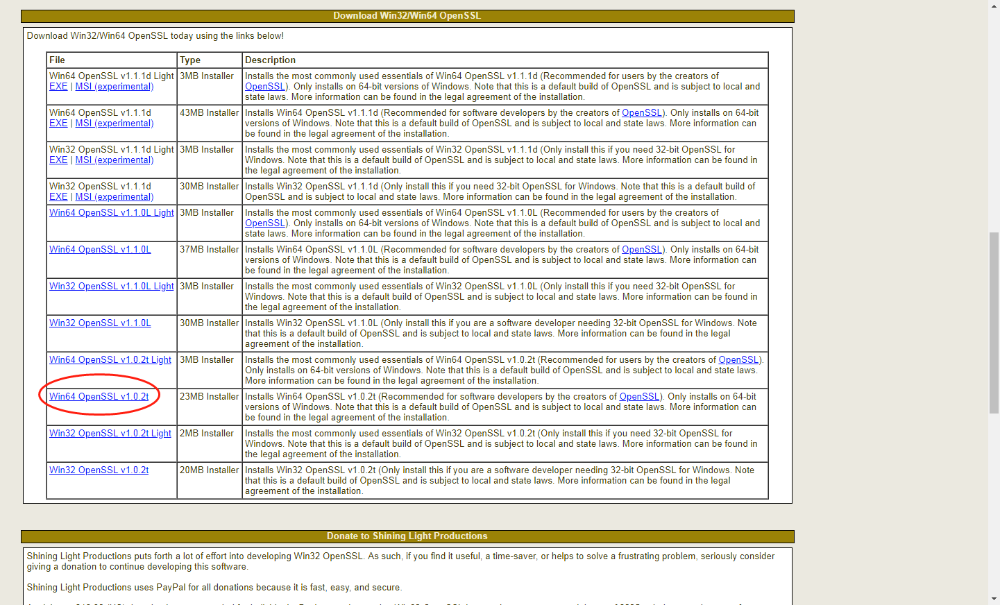 Download Win32/Win64 OpenSSL
Download Win32/Win64 OpenSSL today using the links below!
File Type Description
Win64 OpenSSL v1.1.1d Light 3MB Installer Installs the most commonly used essentials of Win64 OpenSSL v1.1.1d (Recommended for users by the creators of
EXE | MSI (experimental) OpenSSL). Only installs on 64-bit versions of Windows. Note that this is a default build of OpenSSL and is subject to local and
state laws. More information can be found in the legal agreement of the installation.
Win64 OpenSSL v1.1.1d 43MB Installer Installs Win64 OpenSSL v1.1.1d (Recommended for software developers by the creators of OpenSSL). Only installs on 64-bit
EXE | MSI (experimental) versions of Windows. Note that this is a default build of OpenSSL and is subject to local and state laws. More information can
be found in the legal agreement of the installation.
Win32 OpenSSL v1.1.1d Light 3MB Installer Installs the most commonly used essentials of Win32 OpenSSL v1.1.1d (Only install this if you need 32-bit OpenSSL for
EXE | MSI (experimental) Windows. Note that this is a default build of OpenSSL and is subject to local and state laws. More information can be found in
the legal agreement of the installation.
Win32 OpenSSL v1.1.1d 30MB Installer Installs Win32 OpenSSL v1.1.1d (Only install this if you need 32-bit OpenSSL for Windows. Note that this is a default build of
EXE | MSI (experimental) OpenSSL and is subject to local and state laws. More information can be found in the legal agreement of the installation.
Win64 OpenSSL v1.1.0L Light 3MB Installer Installs the most commonly used essentials of Win64 OpenSSL v1.1.0L (Recommended for users by the creators of
OpenSSL). Only installs on 64-bit versions of Windows. Note that this is a default build of OpenSSL and is subject to local and
state laws. More information can be found in the legal agreement of the installation.
Win64 OpenSSL v1.1.0L 37MB Installer Installs Win64 OpenSSL v1.1.0L (Recommended for software developers by the creators of OpenSSL). Only installs on 64-bit
versions of Windows. Note that this is a default build of OpenSSL and is subject to local and state laws. More information can
be found in the legal agreement of the installation.
Win32 OpenSSL v1.1.0L Light 3MB Installer Installs the most commonly used essentials of Win32 OpenSSL v1.1.0L (Only install this if you need 32-bit OpenSSL for
Windows. Note that this is a default build of OpenSSL and is subject to local and state laws. More information can be found in
the legal agreement of the installation.
Win32 OpenSSL v1.1.0L 30MB Installer Installs Win32 OpenSSL v1.1.0L (Only install this if you are a software developer needing 32-bit OpenSSL for Windows. Note
that this is a default build of OpenSSL and is subject to local and state laws. More information can be found in the legal
agreement of the installation.
Win64 OpenSSL v1.0.2t Light 3MB Installer Installs the most commonly used essentials of Win64 OpenSSL v1.0.2t (Recommended for users by the creators of OpenSSL).
Only installs on 64-bit versions of Windows. Note that this is a default build of OpenSSL and is subject to local and state laws.
More information can be found in the legal agreement of the installation.
Win64 OpenSSL v1.0.2t 23MB Installer Installs Win64 OpenSSL v1.0.2t (Recommended for software developers by the creators of OpenSSL). Only installs on 64-bit
versions of Windows. Note that this is a default build of OpenSSL and is subject to local and state laws. More information can
be found in the legal agreement of the installation.
Win32 OpenSSL v1.0.2t Light 2MB Installer Installs the most commonly used essentials of Win32 OpenSSL v1.0.2t (Only install this if you need 32-bit OpenSSL for
Windows. Note that this is a default build of OpenSSL and is subject to local and state laws. More information can be found in
the legal agreement of the installation.
Win32 OpenSSL v1.0.2t 20MB Installer Installs Win32 OpenSSL v1.0.2t (Only install this if you are a software developer needing 32-bit OpenSSL for Windows. Note
that this is a default build of OpenSSL and is subject to local and state laws. More information can be found in the legal
agreement of the installation.
Donate to Shining Light Productions
Shining Light Productions puts forth a lot of effort into developing Win32 OpenSSL. As such, if you find it useful, a time-saver, or helps to solve a frustrating problem, seriously consider
giving a donation to continue developing this software.
Shining Light Productions uses PayPal for all donations because it is fast, easy, and secure.